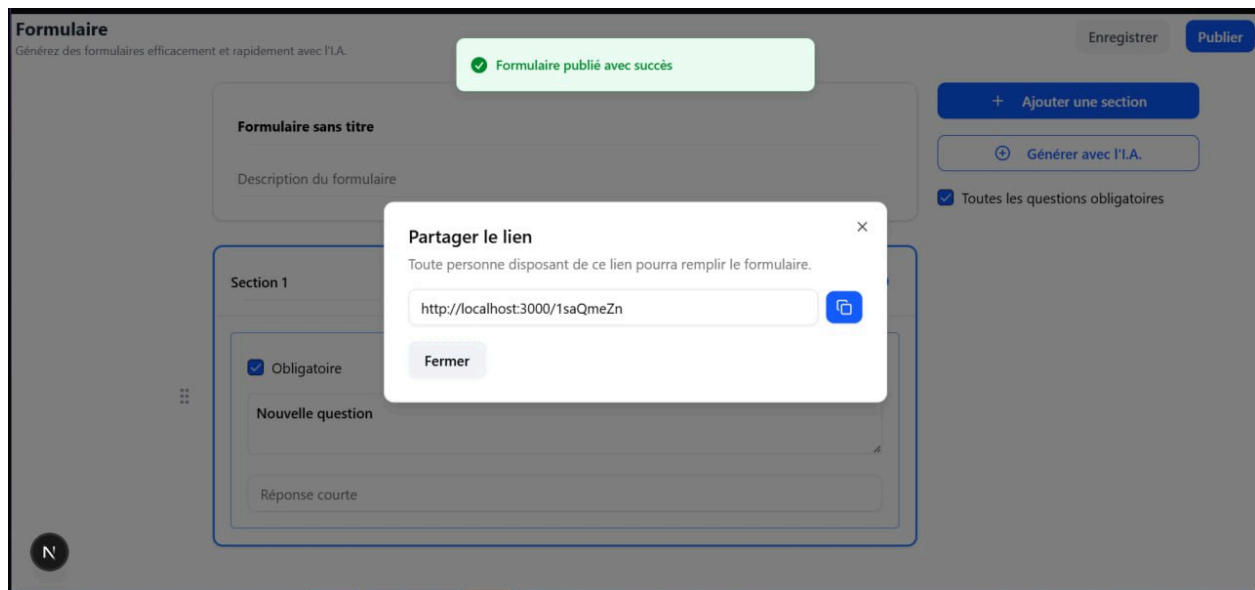 Formulaire
Générez des formulaires efficacement et rapidement avec l'I.A.
Enregistrer
Publier
Formulaire publié avec succès
Ajouter une section
Formulaire sans titre
Générer avec l'I.A.
Description du formulaire
Toutes les questions obligatoires
Partager le lien
Toute personne disposant de ce lien pourra remplir le formulaire.
Section 1
http://localhost:3000/1saQmeZn
Fermer
Obligatoire
Nouvelle question
Réponse courte
N